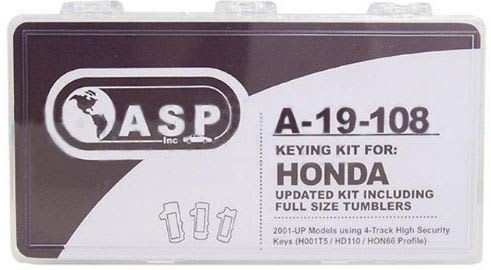 ASP
Inc
A-19-108
KEYING KIT FOR:
HONDA
UPDATED KIT INCLUDING
FULL SIZE TUMBLERS
2001-UP Models using 4-Track High Security
Keys (H001T5 / HD110 / HON66 Profile)